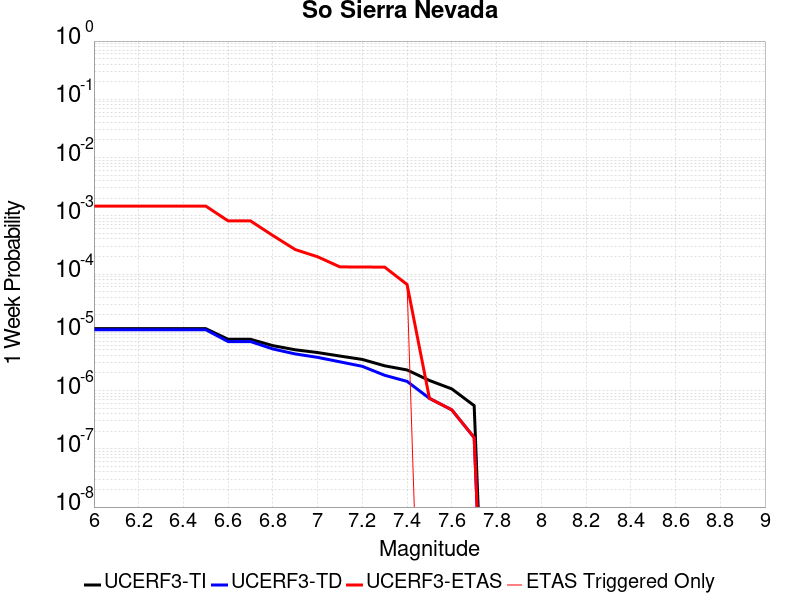 So Sierra Nevada
10^0
10^-1
10^-2
10^-3
10^-4
10^-5
10^-6
10^-7
10^-8
1 Week Probability
6 6.2 6.4 6.6 6.8 7 7.2 7.4 7.6 7.8 8 8.2 8.4 8.6 8.8 9
Magnitude
UCERF3-TI UCERF3-TD UCERF3-ETAS ETAS Triggered Only